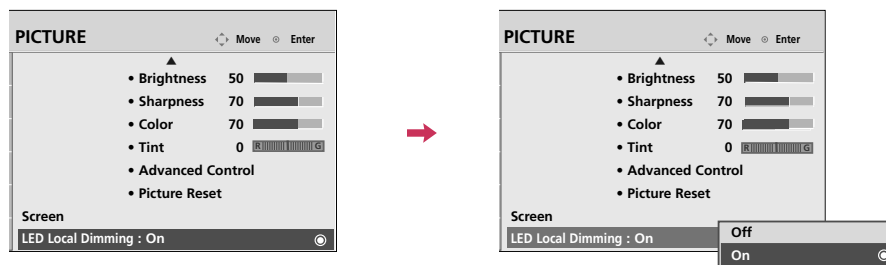 PICTURE Move Enter
• Brightness 50
• Sharpness 70
• Color 70
• Tint 0 R G
• Advanced Control
• Picture Reset
Screen
LED Local Dimming : On
PICTURE Move Enter
• Brightness 50
• Sharpness 70
• Color 70
• Tint 0 R G
• Advanced Control
• Picture Reset
Screen
LED Local Dimming : On
Off
On